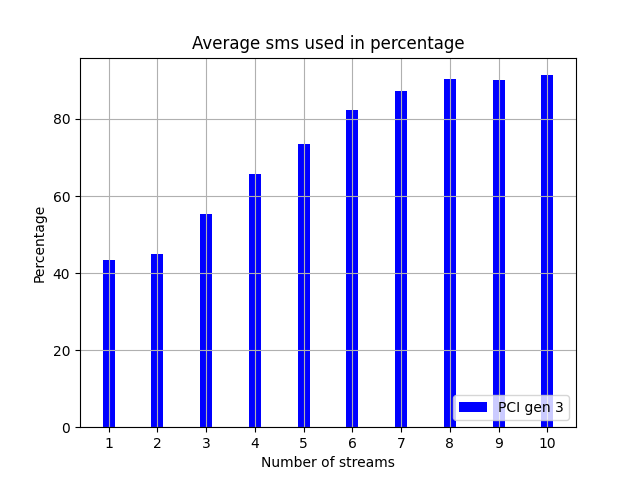 Average sms used in percentage
Percentage
80
60
40
20
0
1 2 3 4 5 6 7 8 9 10
Number of streams
PCI gen 3